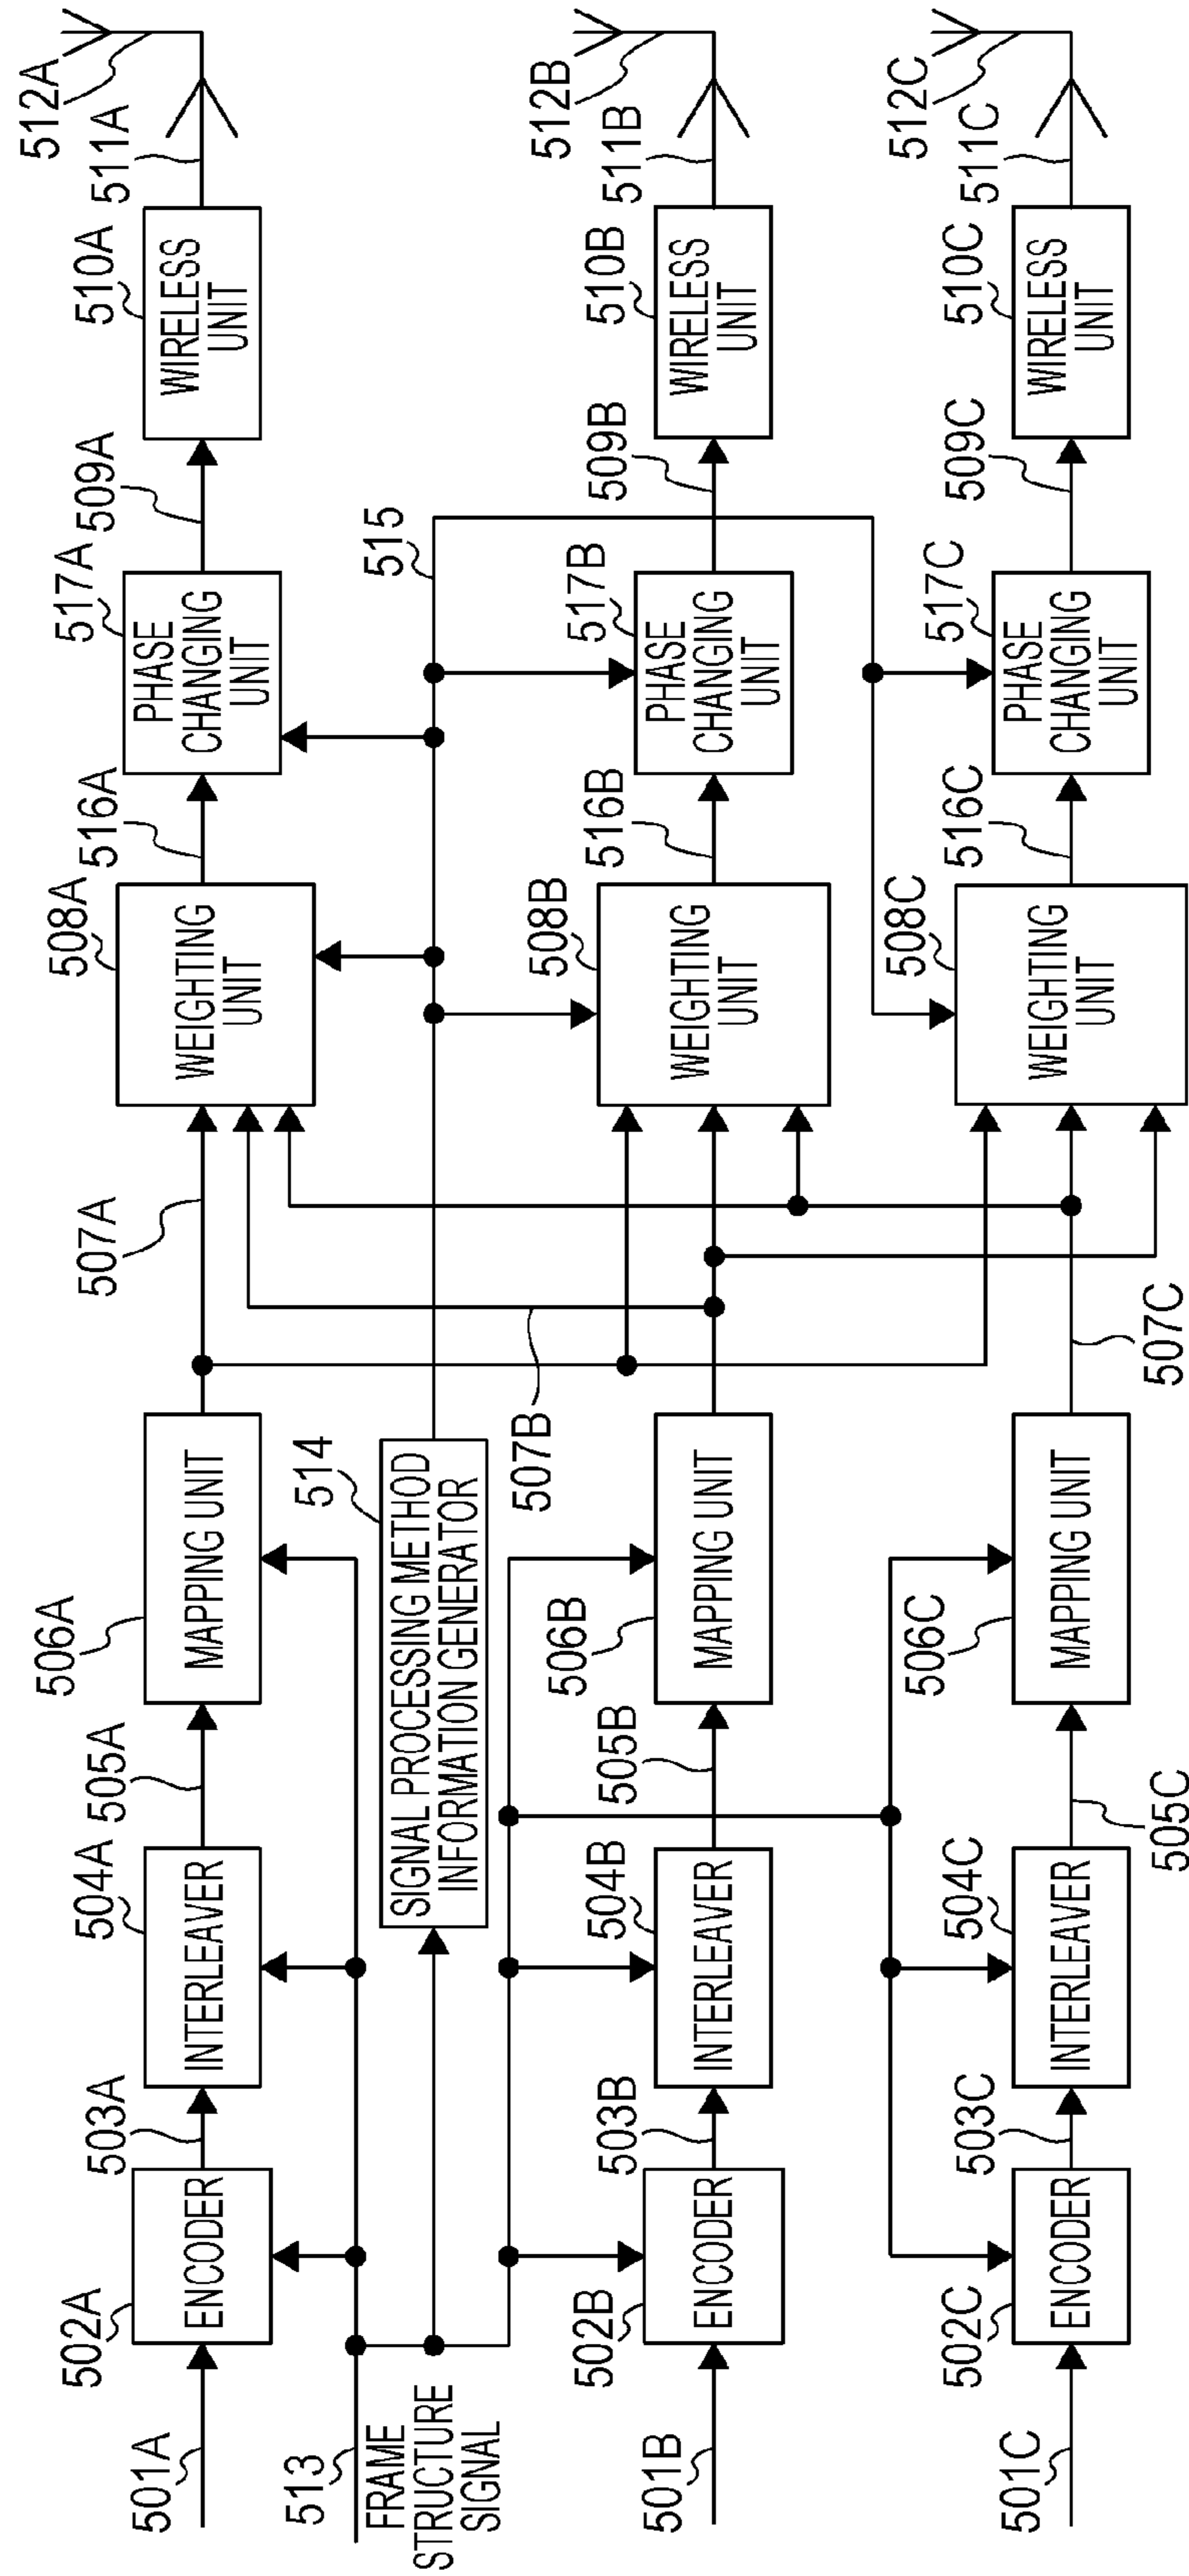 501A
502A
ENCODER
503A
504A
INTERLEAVER
505A
506A
MAPPING UNIT
507A
508A
WEIGHTING
UNIT
516A
517A
PHASE
CHANGING
UNIT
509A
510A
WIRELESS
UNIT
511A
512A
513
FRAME
STRUCTURE
SIGNAL
514
SIGNAL PROCESSING METHOD
INFORMATION GENERATOR
515
501B
502B
ENCODER
503B
504B
INTERLEAVER
505B
506B
MAPPING UNIT
507B
508B
WEIGHTING
UNIT
516B
517B
PHASE
CHANGING
UNIT
509B
510B
WIRELESS
UNIT
511B
512B
501C
502C
ENCODER
503C
504C
INTERLEAVER
505C
506C
MAPPING UNIT
507C
508C
WEIGHTING
UNIT
516C
517C
PHASE
CHANGING
UNIT
509C
510C
WIRELESS
UNIT
511C
512C